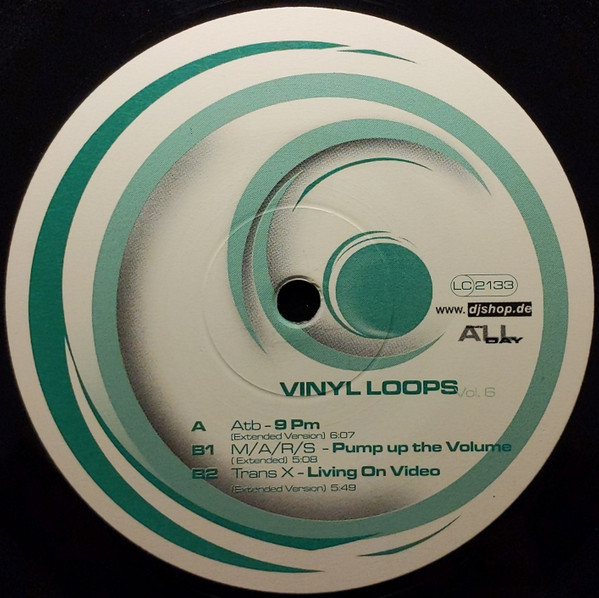 LC 2133
www. djshop.de
ALL
DAY
VINYL LOOPS Vol. 6
A Atb - 9 Pm
(Extended Version) 6:07
B1 M/A/R/S - Pump up the Volume
(Extended) 5:08
B2 Trans X - Living On Video
(Extended Version) 5:49